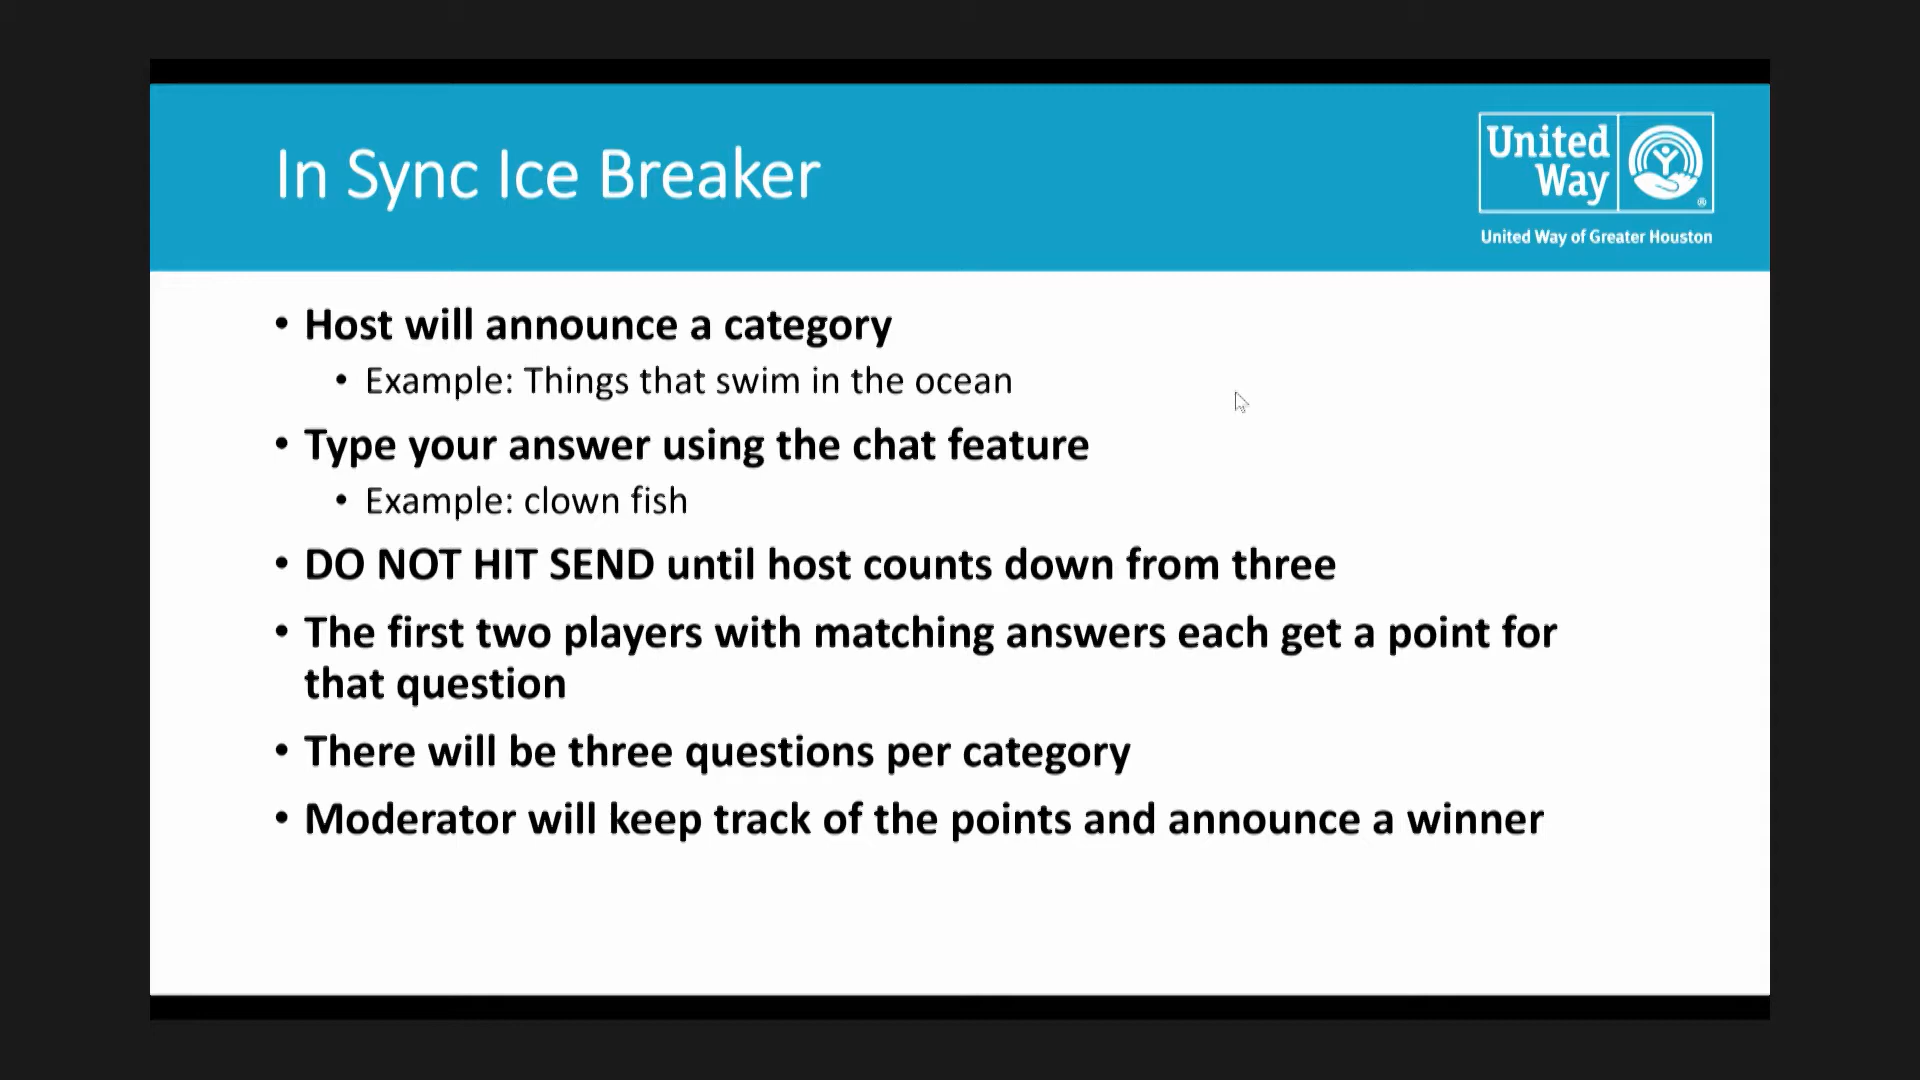 In Sync Ice Breaker
United
Way
®
United Way of Greater Houston
• Host will announce a category
• Example: Things that swim in the ocean
• Type your answer using the chat feature
• Example: clown fish
• DO NOT HIT SEND until host counts down from three
• The first two players with matching answers each get a point for
that question
• There will be three questions per category
• Moderator will keep track of the points and announce a winner